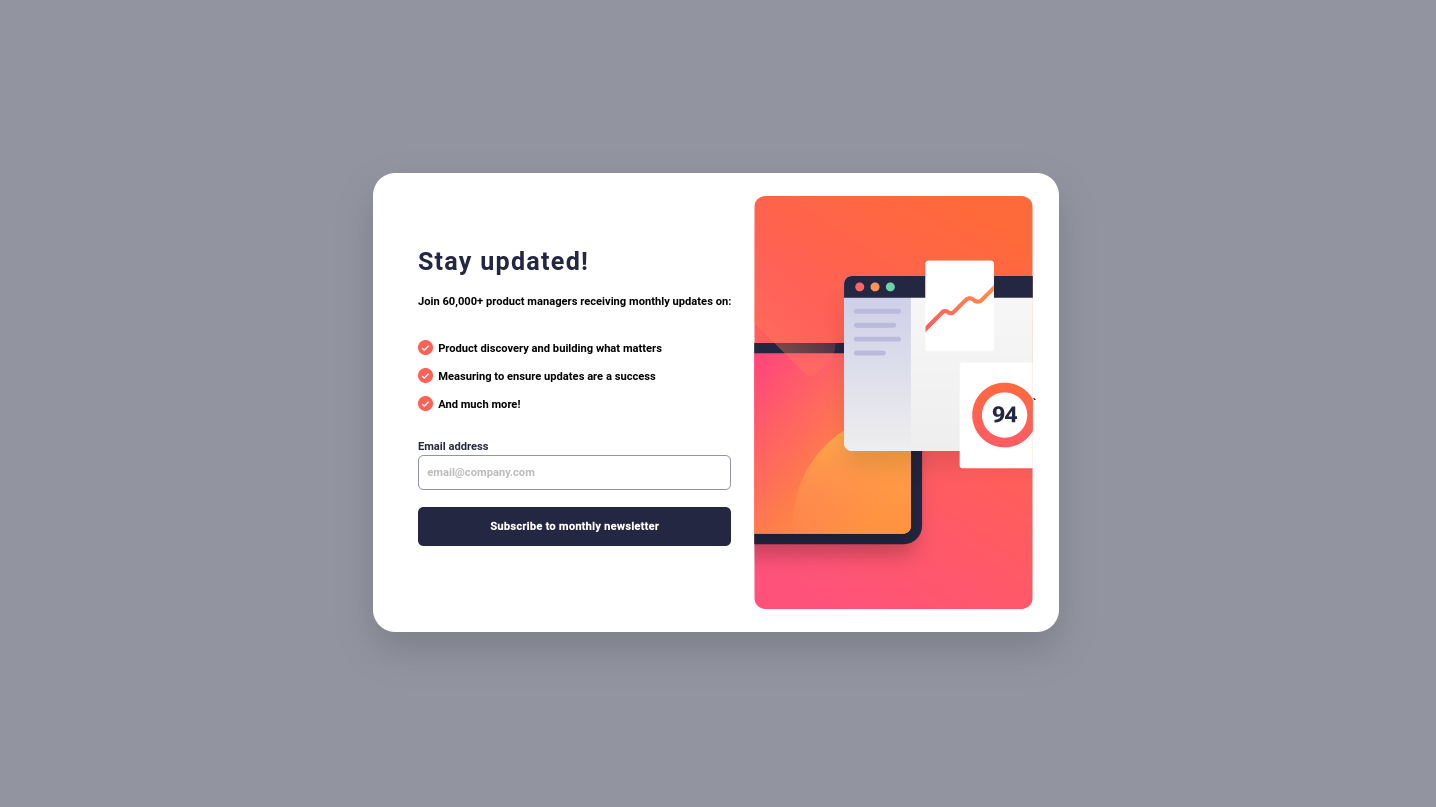 Stay updated!
Join 60,000+ product managers receiving monthly updates on:
Product discovery and building what matters
Measuring to ensure updates are a success
And much more!
Email address
email@company.com
Subscribe to monthly newsletter
94